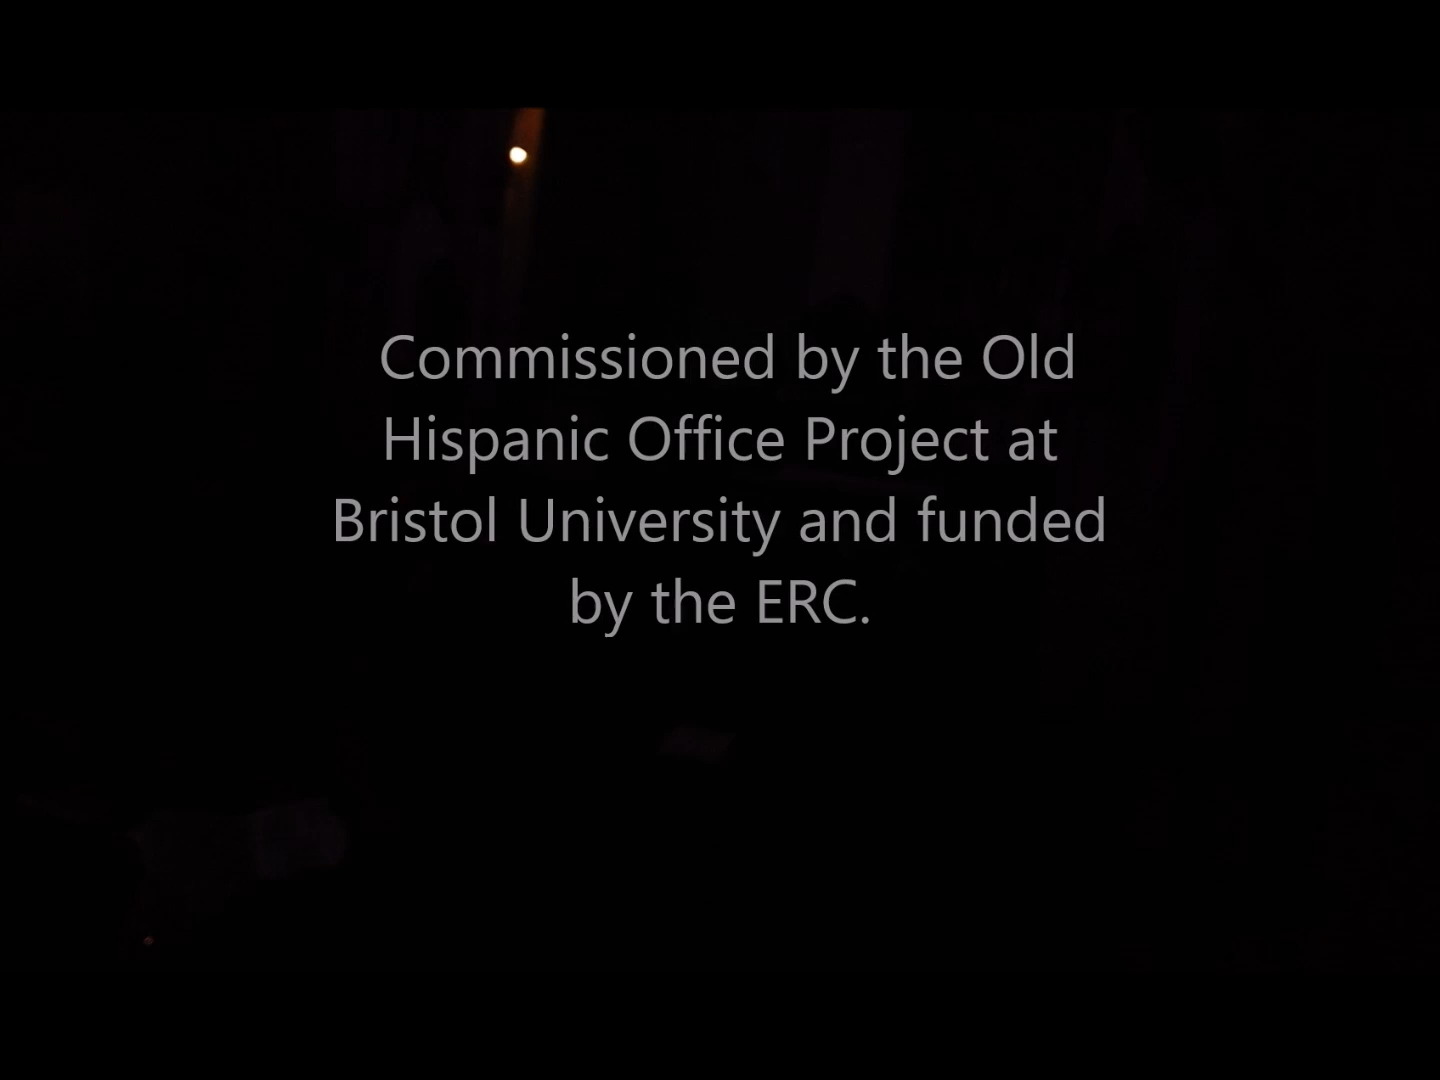 Commissioned by the Old
Hispanic Office Project at
Bristol University and funded
by the ERC.